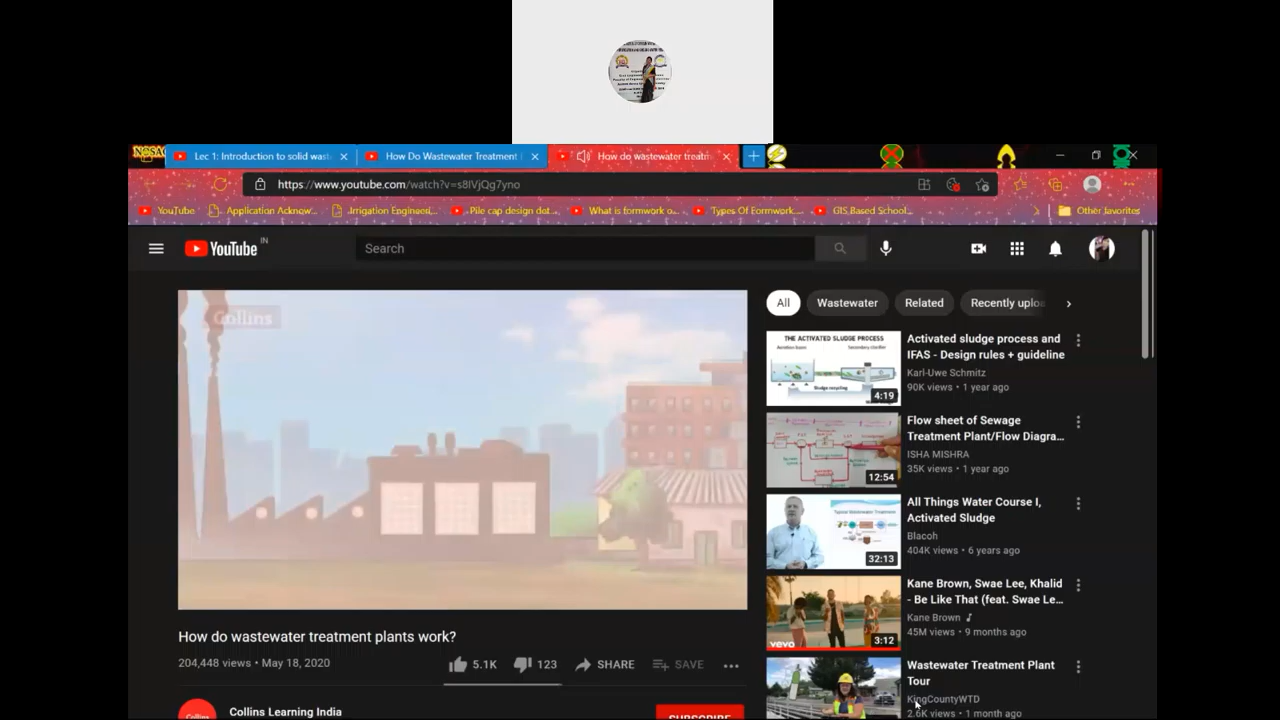 Lec 1: Introduction to solid wast
How Do Wastewater Treatment
How do wastewater treatm
https://www.youtube.com/watch?v=s8lVjQg7yno
YouTube
Application Acknow...
Irrigation Engineeri...
Pile cap design dat...
What is formwork o...
Types Of Formwork...
GIS Based School...
Other favorites
YouTube IN
Search
Collins
How do wastewater treatment plants work?
204,448 views • May 18, 2020
5.1K
123
SHARE
SAVE
Collins Learning India
SUBSCRIBE
All
Wastewater
Related
Recently uploa
THE ACTIVATED SLUDGE PROCESS
4:19
Activated sludge process and
IFAS - Design rules + guideline
Karl-Uwe Schmitz
90K views • 1 year ago
12:54
Flow sheet of Sewage
Treatment Plant/Flow Diagra...
ISHA MISHRA
35K views • 1 year ago
Typical Wastewater Treatment
32:13
All Things Water Course I,
Activated Sludge
Blacoh
404K views • 6 years ago
vevo
3:12
Kane Brown, Swae Lee, Khalid
- Be Like That (feat. Swae Le...
Kane Brown
45M views • 9 months ago
Wastewater Treatment Plant
Tour
KingCountyWTD
2.6K views • 1 month ago